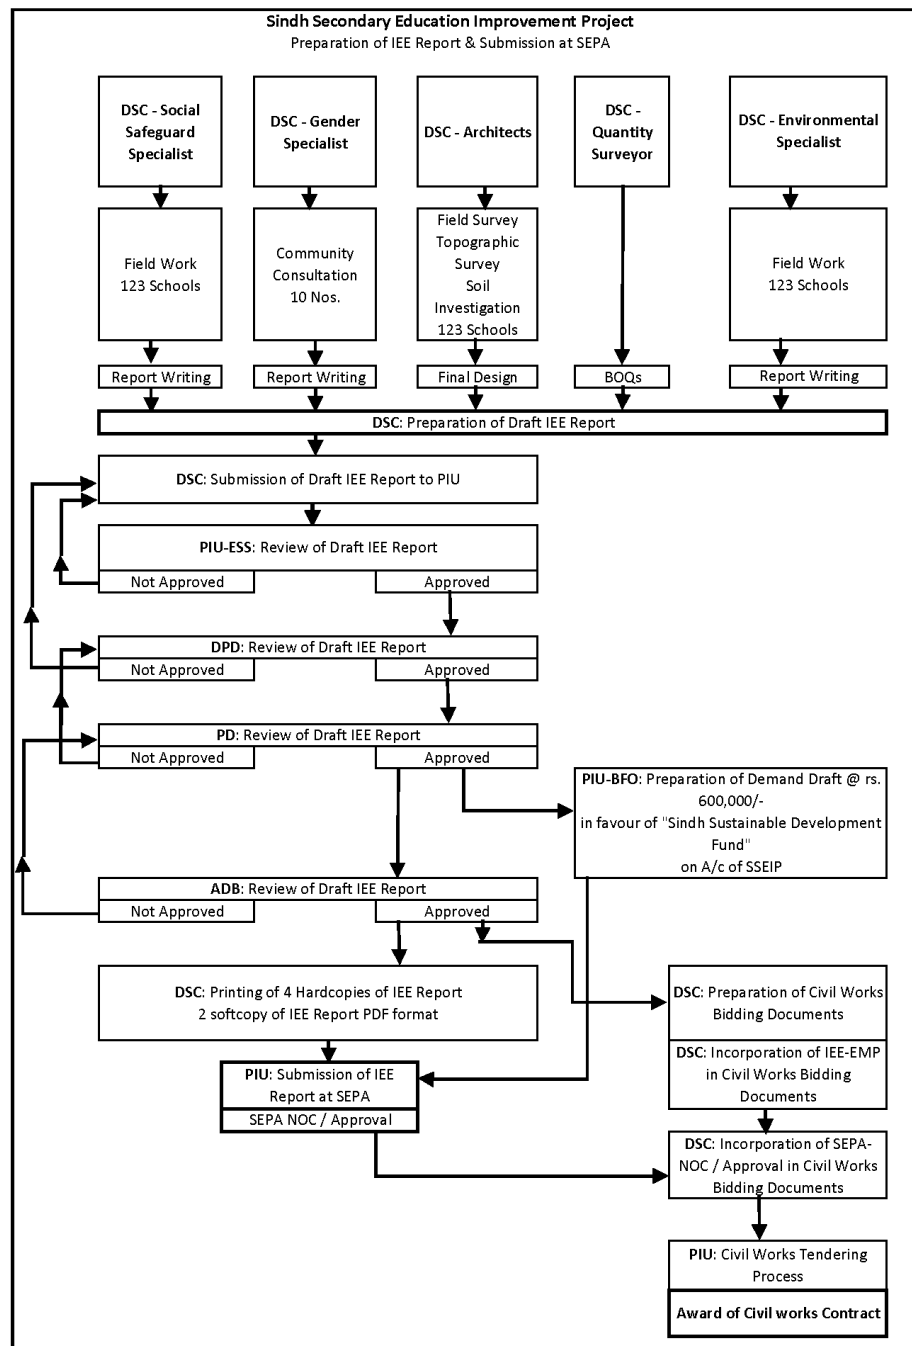 Sindh Secondary Education Improvement Project
Preparation of IEE Report & Submission at SEPA
DSC - Social
Safeguard
Specialist
DSC - Gender
Specialist
DSC - Architects
DSC -
Quantity
Surveyor
DSC - Environmental
Specialist
Field Work
123 Schools
Community
Consultation
10 Nos.
Field Survey
Topographic
Survey
Soil
Investigation
123 Schools
Field Work
123 Schools
Report Writing
Report Writing
Final Design
BOQs
Report Writing
DSC: Preparation of Draft IEE Report
DSC: Submission of Draft IEE Report to PIU
PIU-ESS: Review of Draft IEE Report
Not Approved
Approved
DPD: Review of Draft IEE Report
Not Approved
Approved
PD: Review of Draft IEE Report
Not Approved
Approved
PIU-BFO: Preparation of Demand Draft @ rs.
600,000/-
in favour of "Sindh Sustainable Development
Fund"
on A/c of SSEIP
ADB: Review of Draft IEE Report
Not Approved
Approved
DSC: Printing of 4 Hardcopies of IEE Report
2 softcopy of IEE Report PDF format
DSC: Preparation of Civil Works
Bidding Documents
DSC: Incorporation of IEE-EMP
in Civil Works Bidding
Documents
PIU: Submission of IEE
Report at SEPA
SEPA NOC / Approval
DSC: Incorporation of SEPA-
NOC / Approval in Civil Works
Bidding Documents
PIU: Civil Works Tendering
Process
Award of Civil works Contract